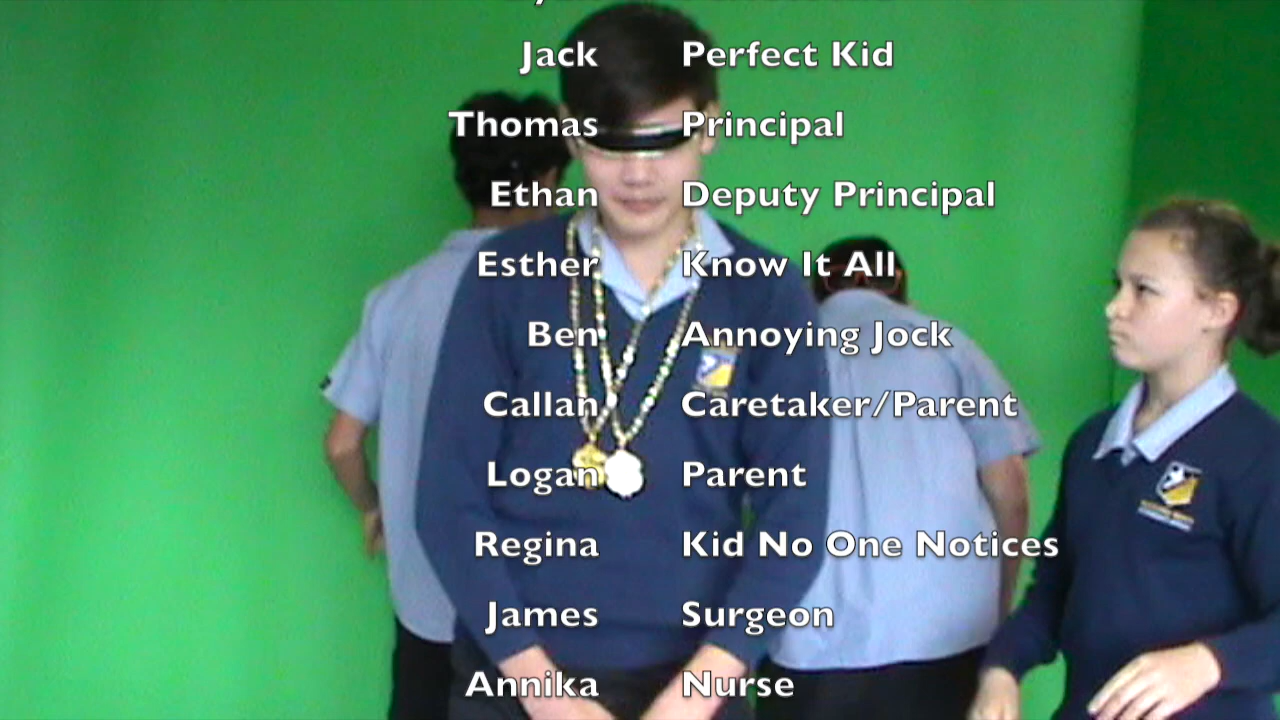 Jack Perfect Kid
Thomas Principal
Ethan Deputy Principal
Esther Know It All
Ben Annoying Jock
Callan Caretaker/Parent
Logan Parent
Regina Kid No One Notices
James Surgeon
Annika Nurse